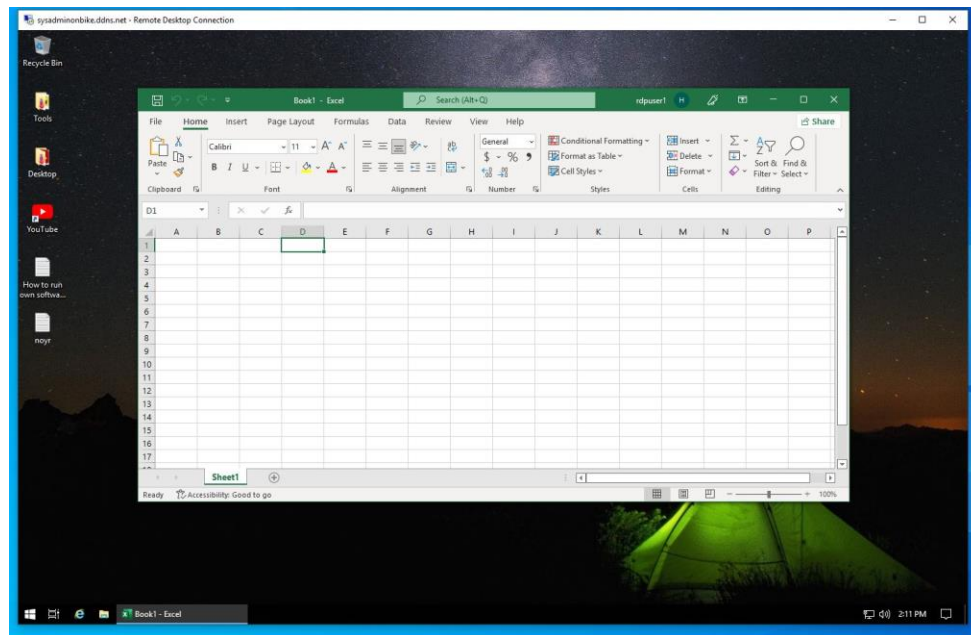 sysadminonbike.ddns.net - Remote Desktop Connection
Recycle Bin
Tools
Desktop
YouTube
How to run
own softwa...
noyr
Book1 - Excel
Search (Alt+Q)
rdpuser1 H
File Home Insert Page Layout Formulas Data Review View Help Share
Paste
Calibri 11 A^ A˅
B I U A
ab
General
$ % 9
Conditional Formatting
Format as Table
Cell Styles
Insert
Delete
Format
Σ
Sort & Filter
Find & Select
Clipboard Font Alignment Number Styles Cells Editing
D1 fx
A B C D E F G H I J K L M N O P
1
2
3
4
5
6
7
8
9
10
11
12
13
14
15
16
17
Sheet1
Ready Accessibility: Good to go 100%
Book1 - Excel
2:11 PM